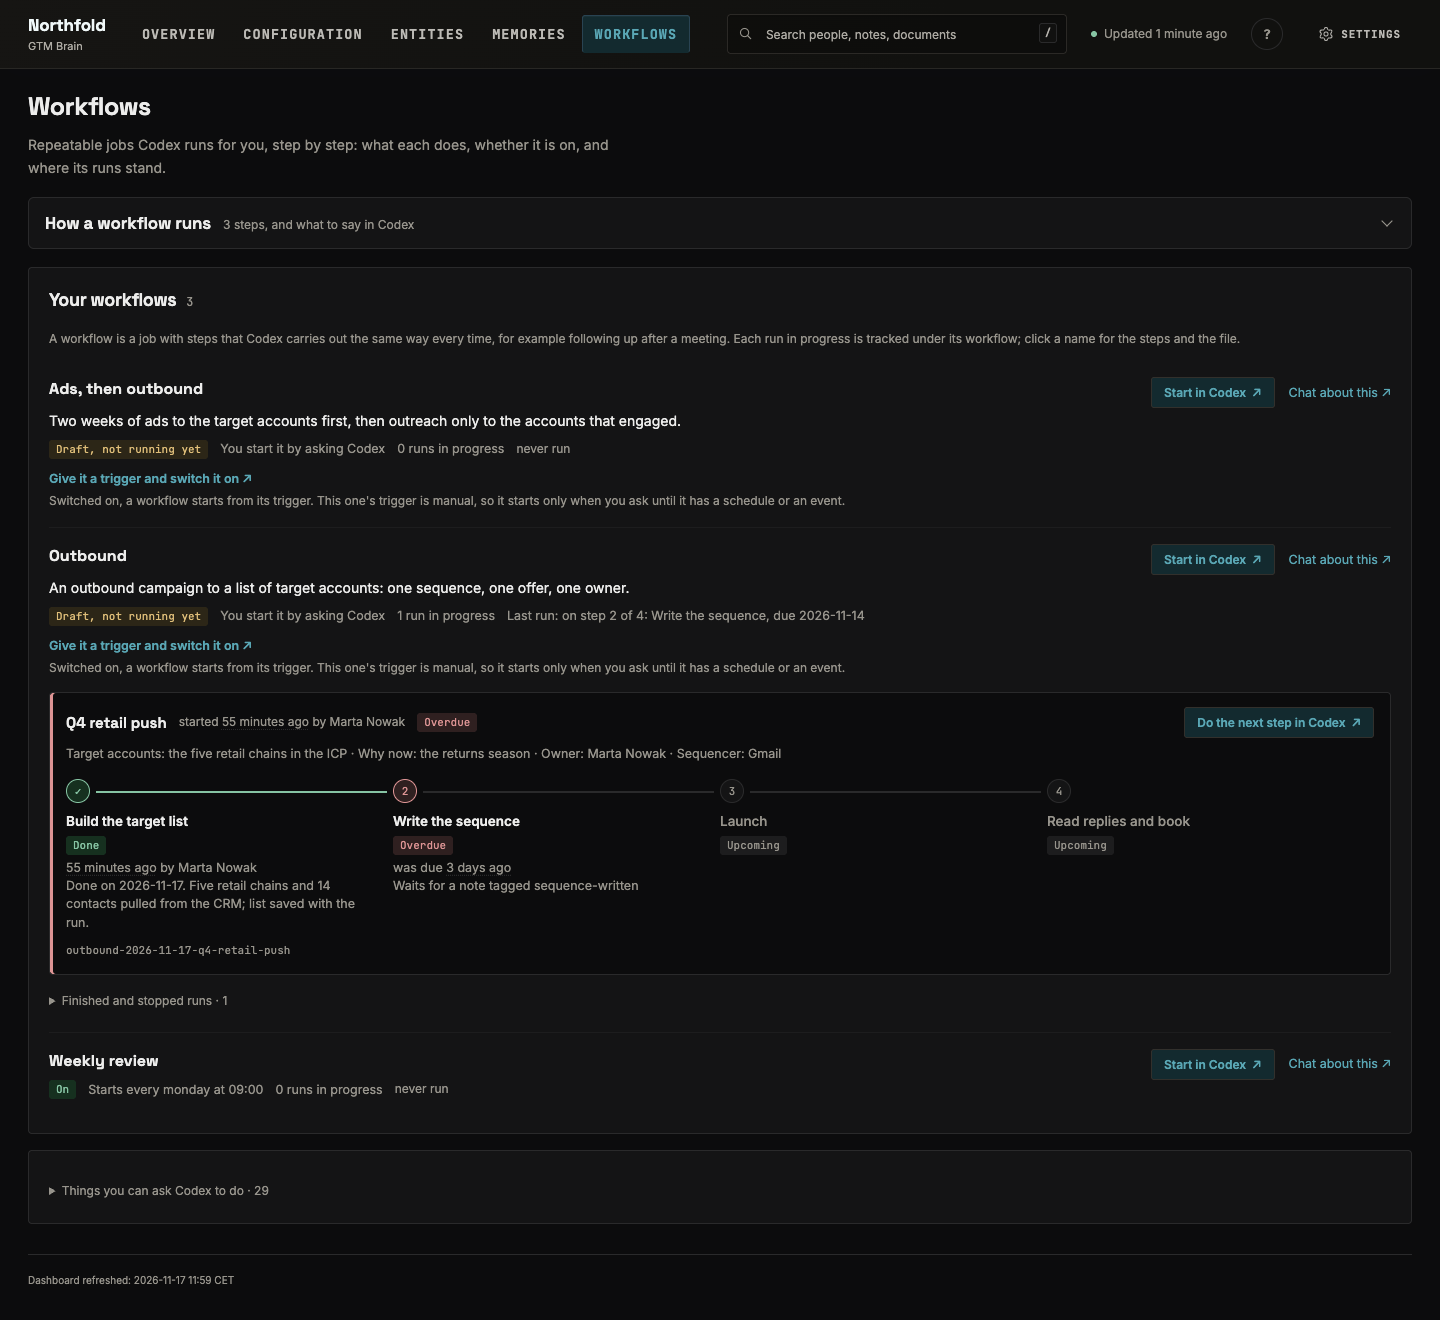 Northfold
GTM Brain
OVERVIEW
CONFIGURATION
ENTITIES
MEMORIES
WORKFLOWS
Search people, notes, documents
/
Updated 1 minute ago
?
SETTINGS
Workflows
Repeatable jobs Codex runs for you, step by step: what each does, whether it is on, and
where its runs stand.
How a workflow runs 3 steps, and what to say in Codex
Your workflows 3
A workflow is a job with steps that Codex carries out the same way every time, for example following up after a meeting. Each run in progress is tracked under its workflow; click a name for the steps and the file.
Ads, then outbound
Start in Codex ↗
Chat about this ↗
Two weeks of ads to the target accounts first, then outreach only to the accounts that engaged.
Draft, not running yet You start it by asking Codex 0 runs in progress never run
Give it a trigger and switch it on ↗
Switched on, a workflow starts from its trigger. This one's trigger is manual, so it starts only when you ask until it has a schedule or an event.
Outbound
Start in Codex ↗
Chat about this ↗
An outbound campaign to a list of target accounts: one sequence, one offer, one owner.
Draft, not running yet You start it by asking Codex 1 run in progress Last run: on step 2 of 4: Write the sequence, due 2026-11-14
Give it a trigger and switch it on ↗
Switched on, a workflow starts from its trigger. This one's trigger is manual, so it starts only when you ask until it has a schedule or an event.
Q4 retail push started 55 minutes ago by Marta Nowak Overdue
Do the next step in Codex ↗
Target accounts: the five retail chains in the ICP · Why now: the returns season · Owner: Marta Nowak · Sequencer: Gmail
✓
Build the target list
Done
55 minutes ago by Marta Nowak
Done on 2026-11-17. Five retail chains and 14
contacts pulled from the CRM; list saved with the
run.
2
Write the sequence
Overdue
was due 3 days ago
Waits for a note tagged sequence-written
3
Launch
Upcoming
4
Read replies and book
Upcoming
outbound-2026-11-17-q4-retail-push
Finished and stopped runs · 1
Weekly review
Start in Codex ↗
Chat about this ↗
On Starts every monday at 09:00 0 runs in progress never run
Things you can ask Codex to do · 29
Dashboard refreshed: 2026-11-17 11:59 CET